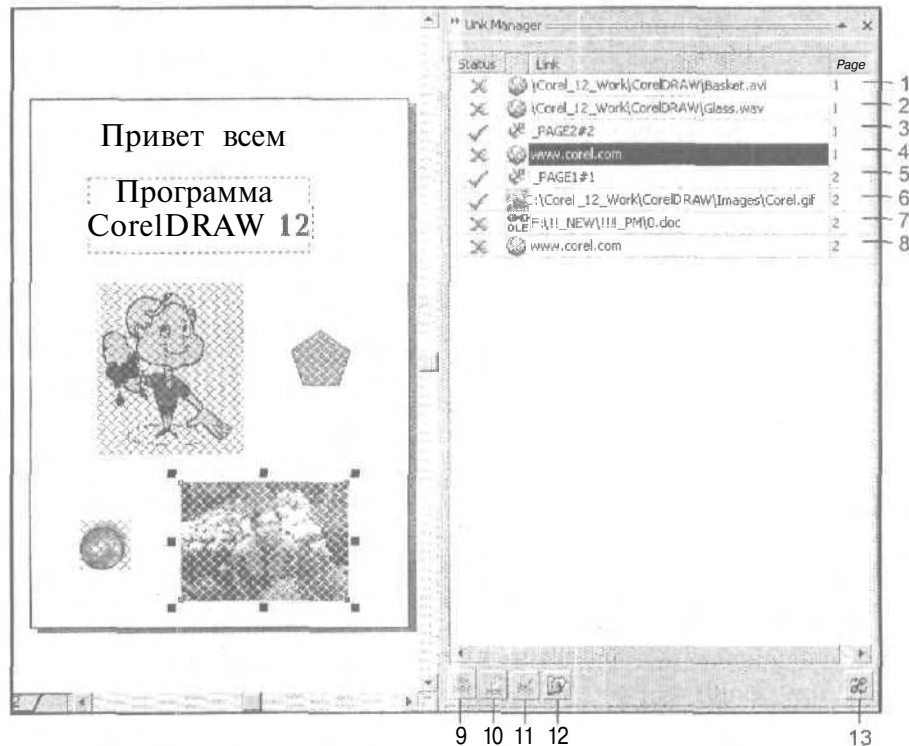 Привет всем
Программа
CorelDRAW 12
Link Manager
Status Link Page
\Corel_12_Work\CorelDRAW\Basket.avi 1 1
\Corel_12_Work\CorelDRAW\Glass.wav 1 2
_PAGE2#2 1 3
www.corel.com 1 4
_PAGE1#1 2 5
C:\Corel_12_Work\CorelDRAW\Images\Corel.gif 2 6
OLE F:\!!_NEW\!!!_PM\0.doc 2 7
www.corel.com 2 8
9 10 11 12 13